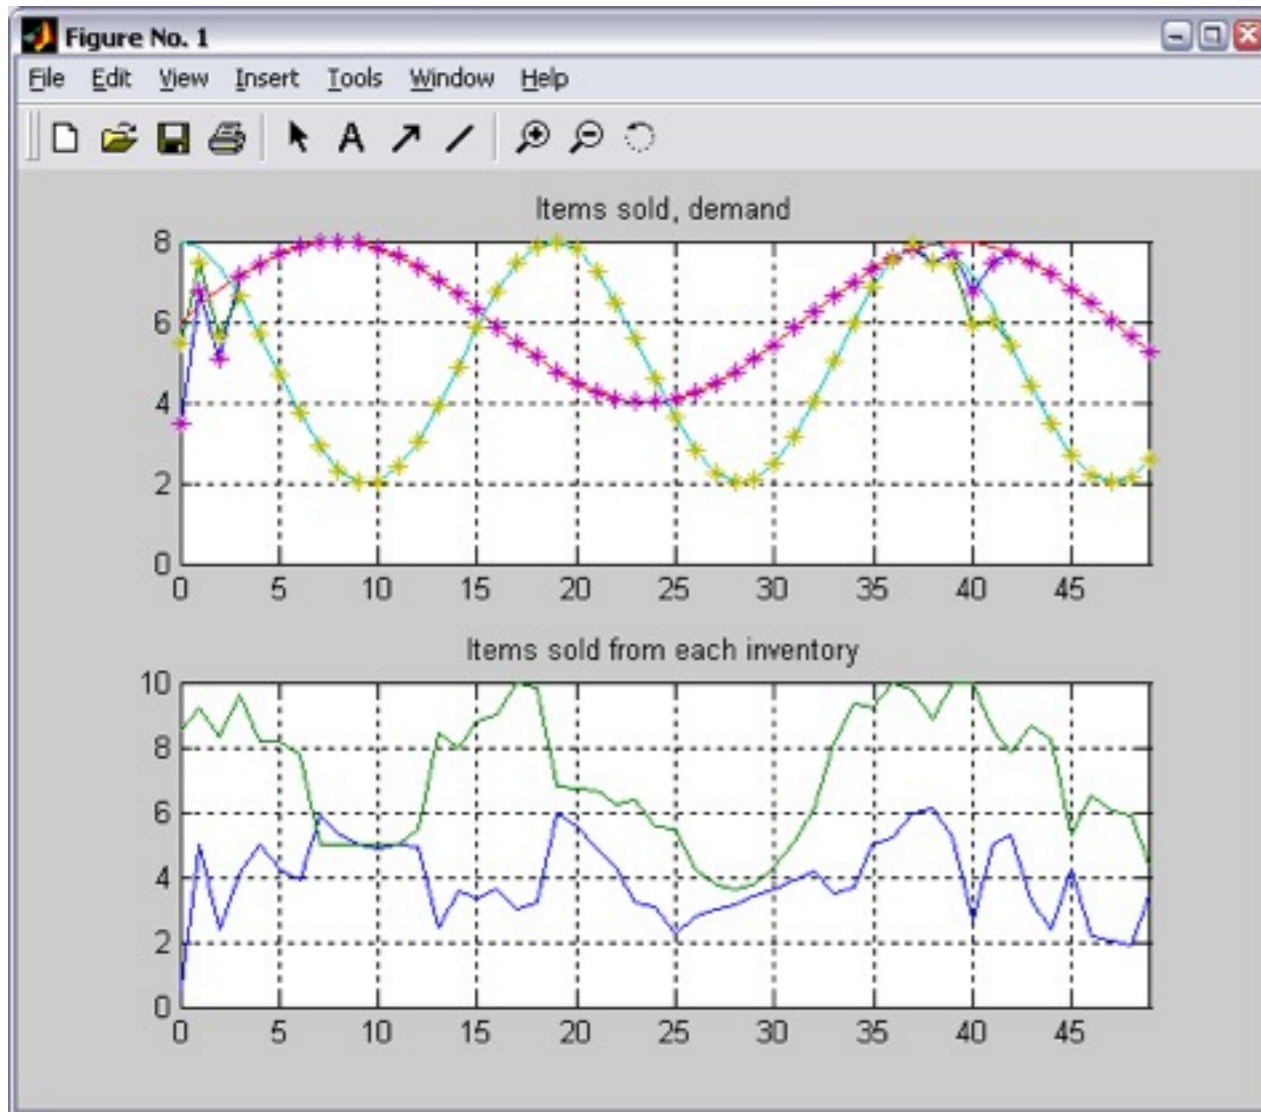 Figure No. 1
File Edit View Insert Tools Window Help
A
Items sold, demand
8
6
4
2
0
0 5 10 15 20 25 30 35 40 45
Items sold from each inventory
10
8
6
4
2
0
0 5 10 15 20 25 30 35 40 45